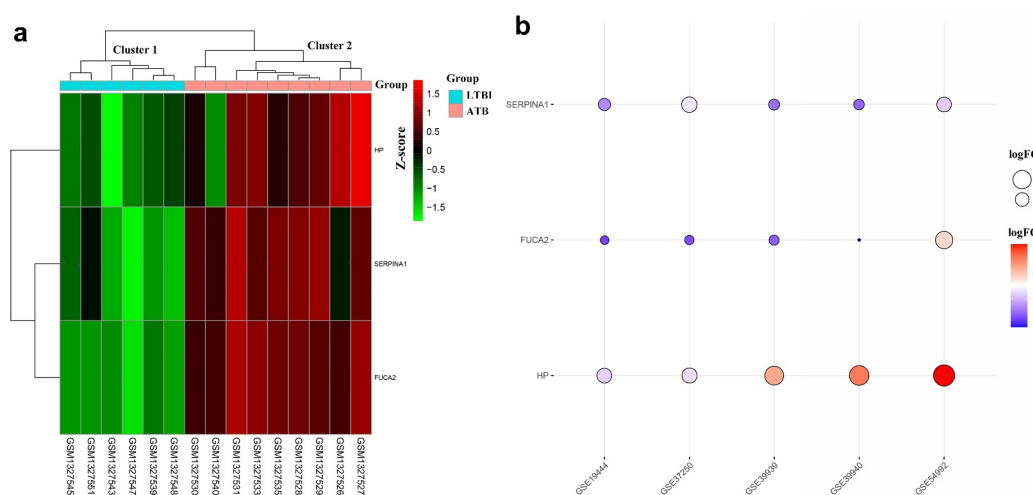 a
Cluster 1
Cluster 2
Group
Group
LTBI
ATB
Z-score
1.5
1
0.5
0
−0.5
−1
−1.5
HP
SERPINA1
FUCA2
GSM1327545
GSM1327551
GSM1327543
GSM1327547
GSM1327539
GSM1327548
GSM1327530
GSM1327540
GSM1327531
GSM1327533
GSM1327535
GSM1327528
GSM1327529
GSM1327526
GSM1327527
b
SERPINA1
FUCA2
HP
GSE19444
GSE37250
GSE39939
GSE39940
GSE54992
logFC
logFC